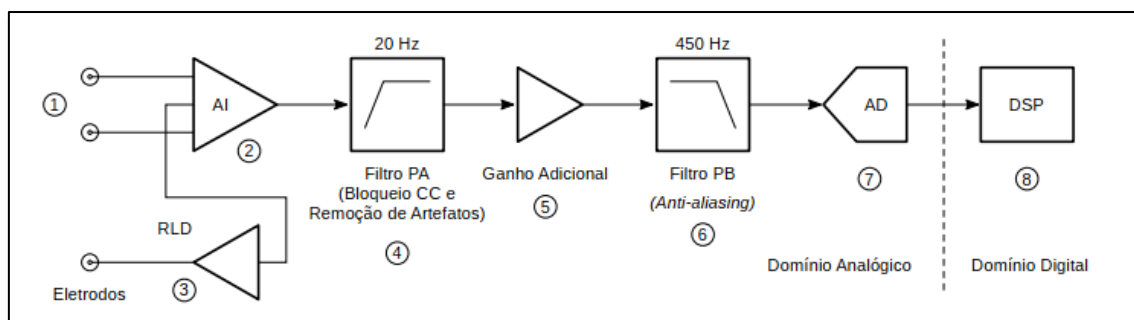 20 Hz
450 Hz
①
AI
②
AD
DSP
Filtro PA
(Bloqueio CC e
Remoção de Artefatos)
④
Ganho Adicional
⑤
Filtro PB
(Anti-aliasing)
⑥
⑦
⑧
RLD
③
Eletrodos
Domínio Analógico
Domínio Digital